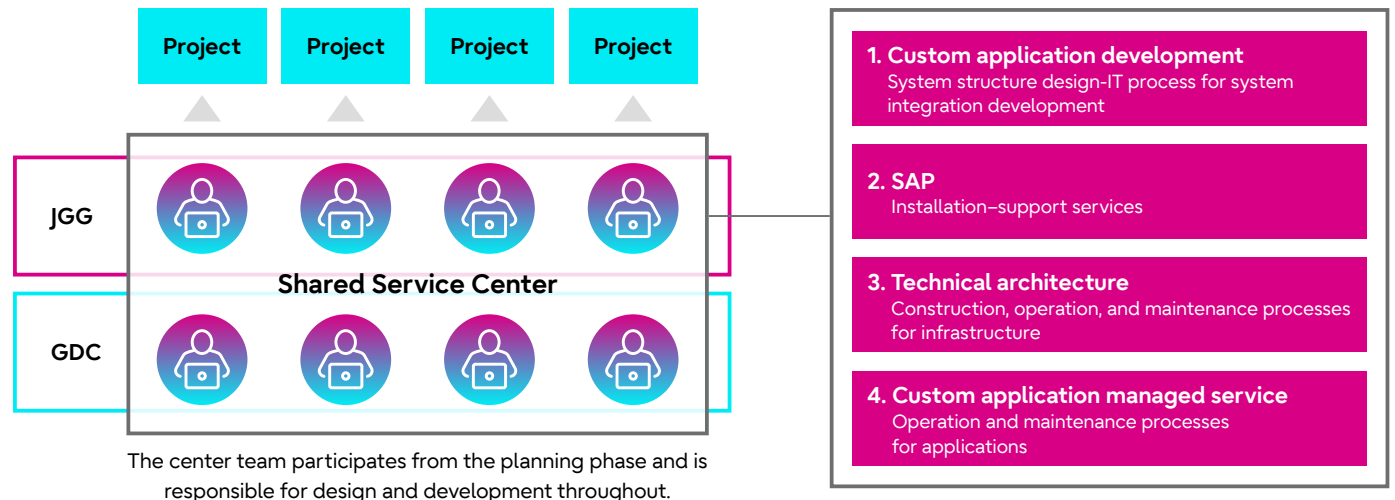 Project
Project
Project
Project
JGG
Shared Service Center
GDC
The center team participates from the planning phase and is
responsible for design and development throughout.
1. Custom application development
System structure design-IT process for system
integration development
2. SAP
Installation–support services
3. Technical architecture
Construction, operation, and maintenance processes
for infrastructure
4. Custom application managed service
Operation and maintenance processes
for applications